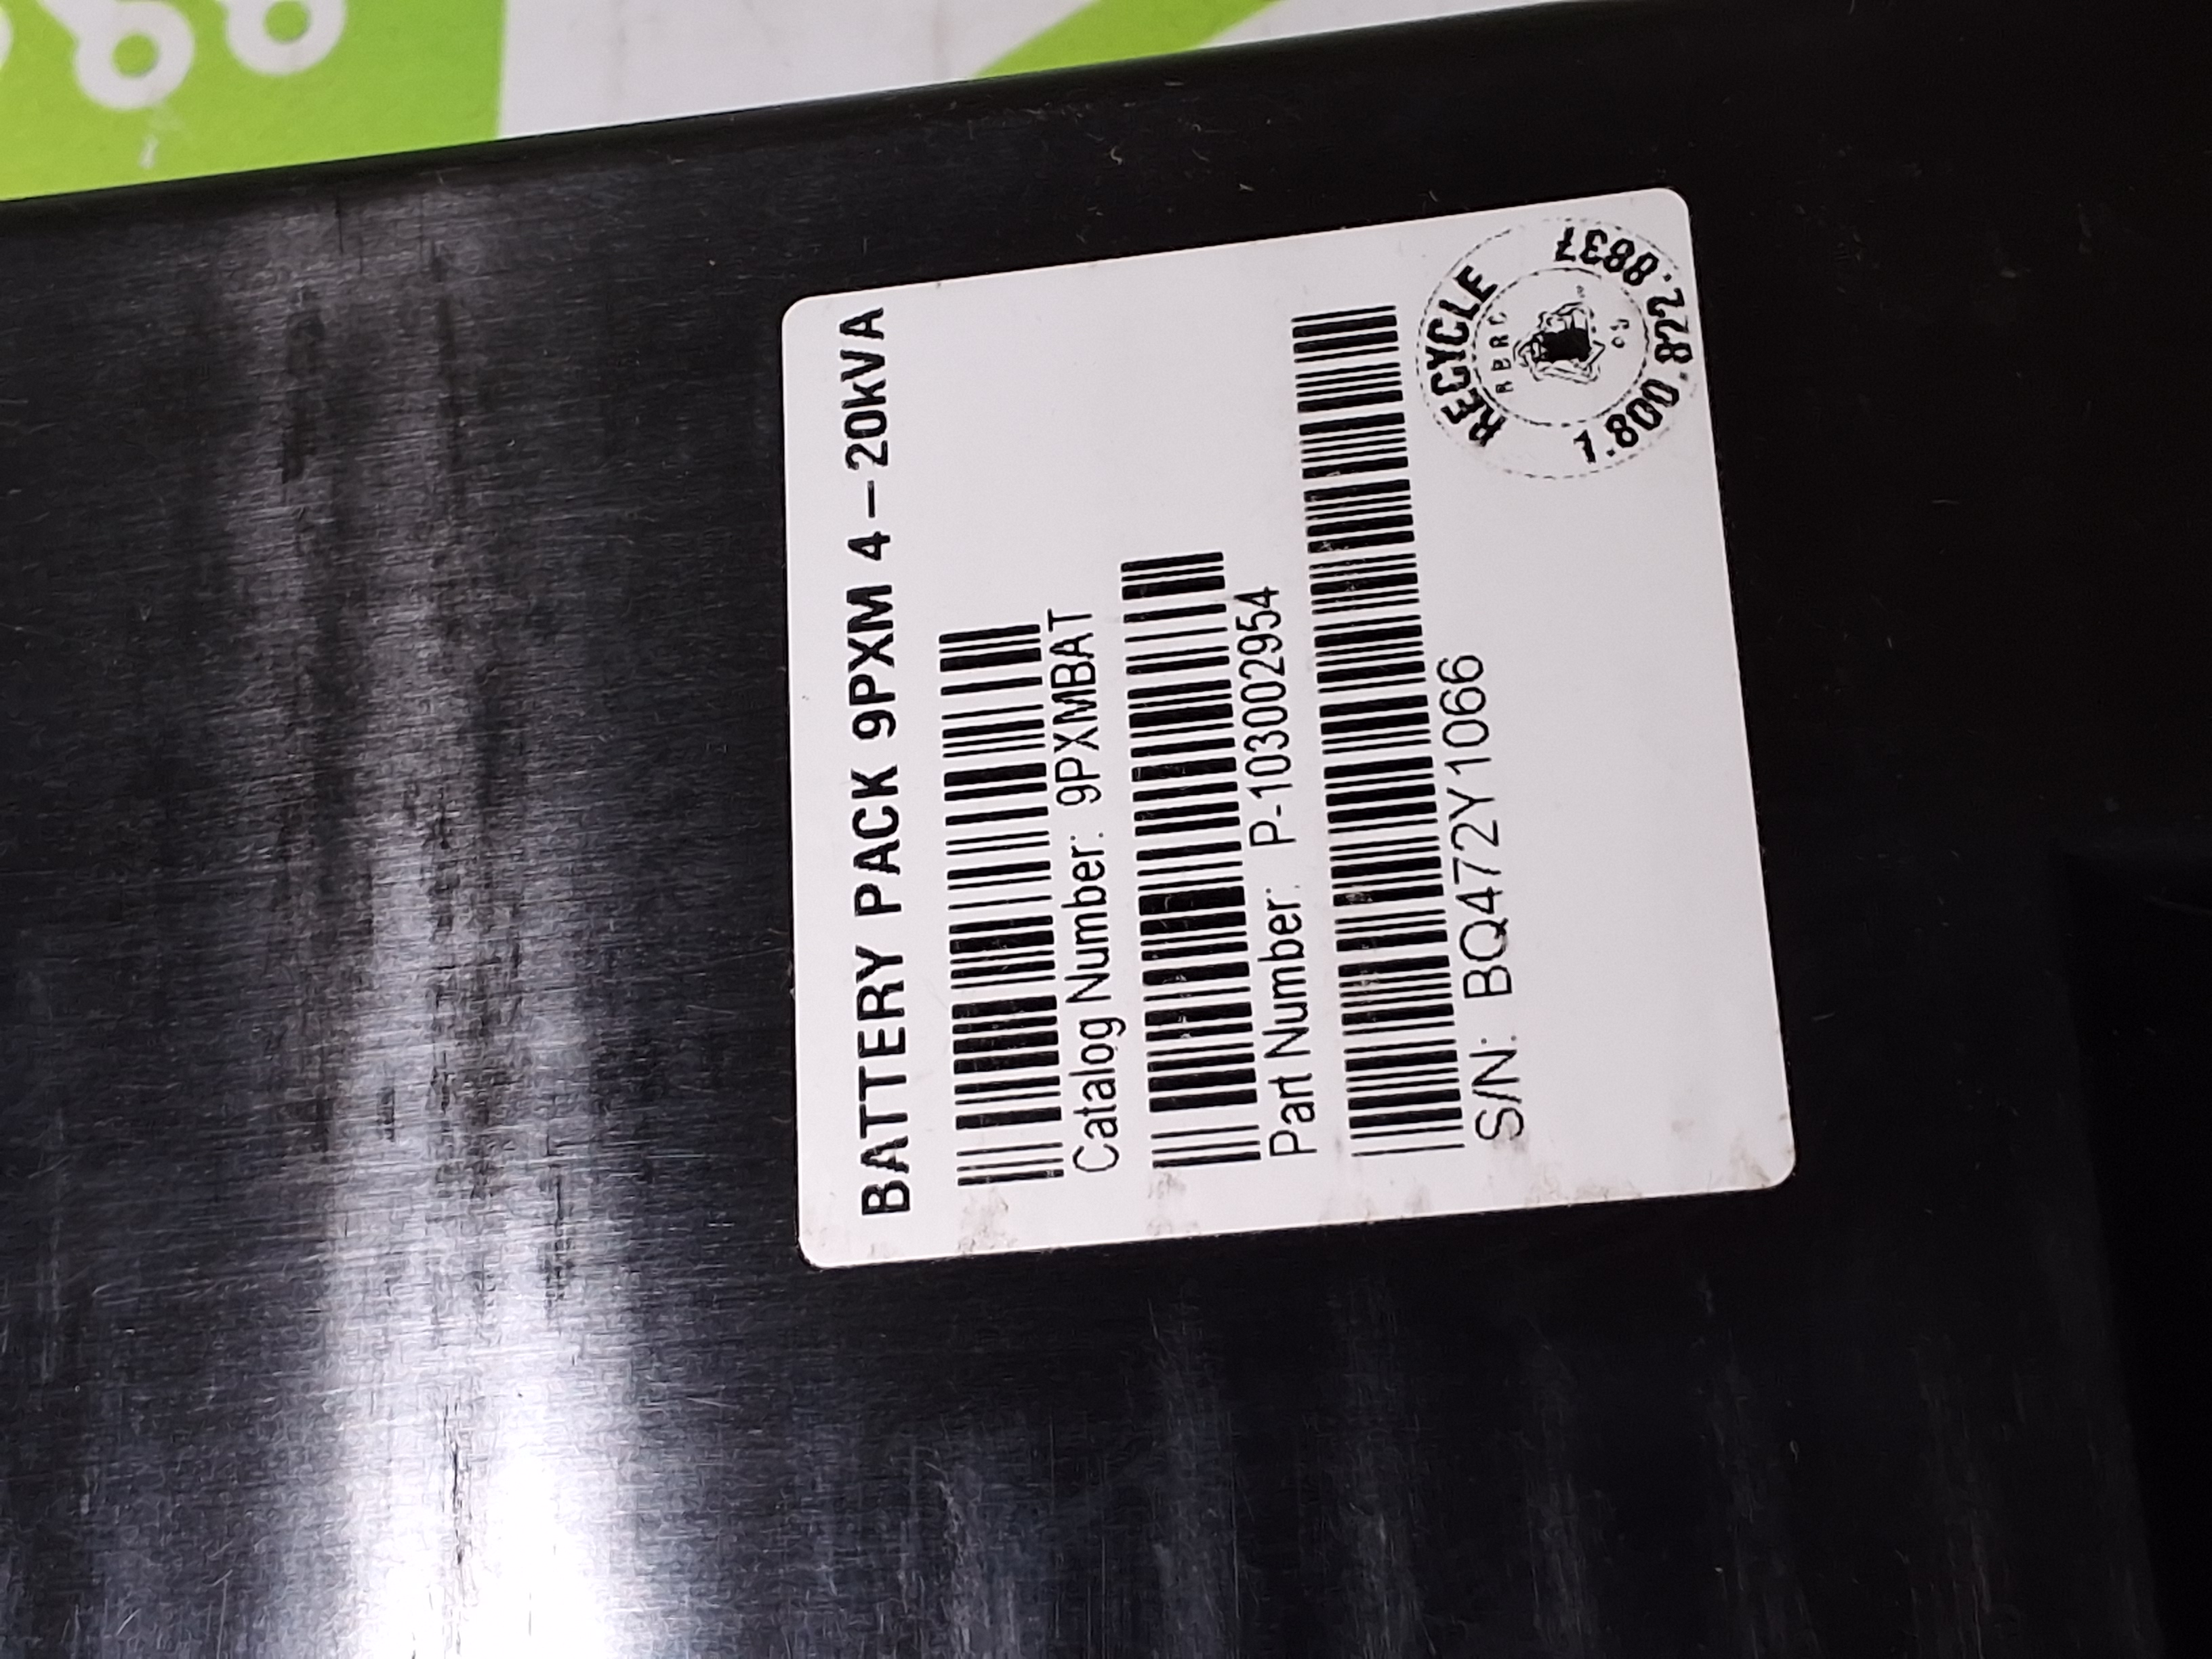 BATTERY PACK 9PXM 4-20kVA
Catalog Number: 9PXMBAT
Part Number: P-103002954
S/N: BQ472Y1066
RECYCLE
RBRC
1.800.822.8837